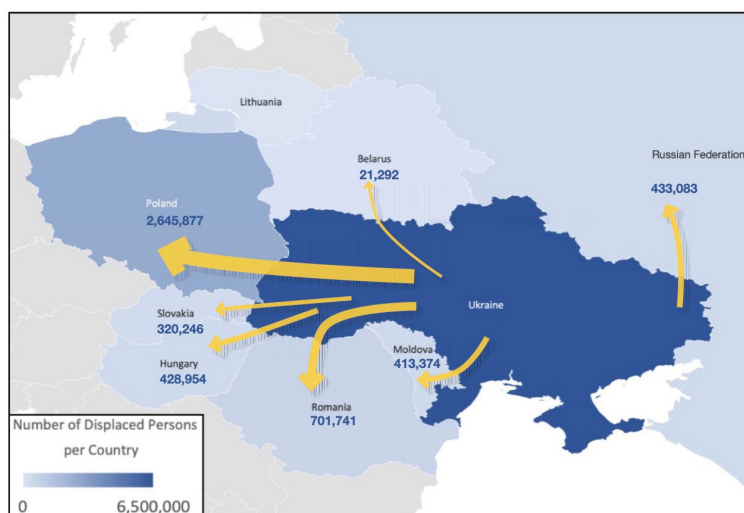 Lithuania
Belarus
21,292
Russian Federation
433,083
Poland
2,645,877
Ukraine
Slovakia
320,246
Hungary
428,954
Moldova
413,374
Romania
701,741
Number of Displaced Persons
per Country
0
6,500,000